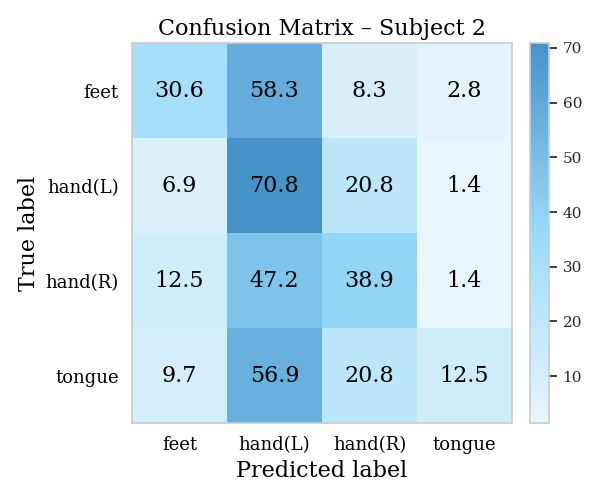 Confusion Matrix – Subject 2
True label
feet 30.6 58.3 8.3 2.8
hand(L) 6.9 70.8 20.8 1.4
hand(R) 12.5 47.2 38.9 1.4
tongue 9.7 56.9 20.8 12.5
feet hand(L) hand(R) tongue
Predicted label
70
60
50
40
30
20
10